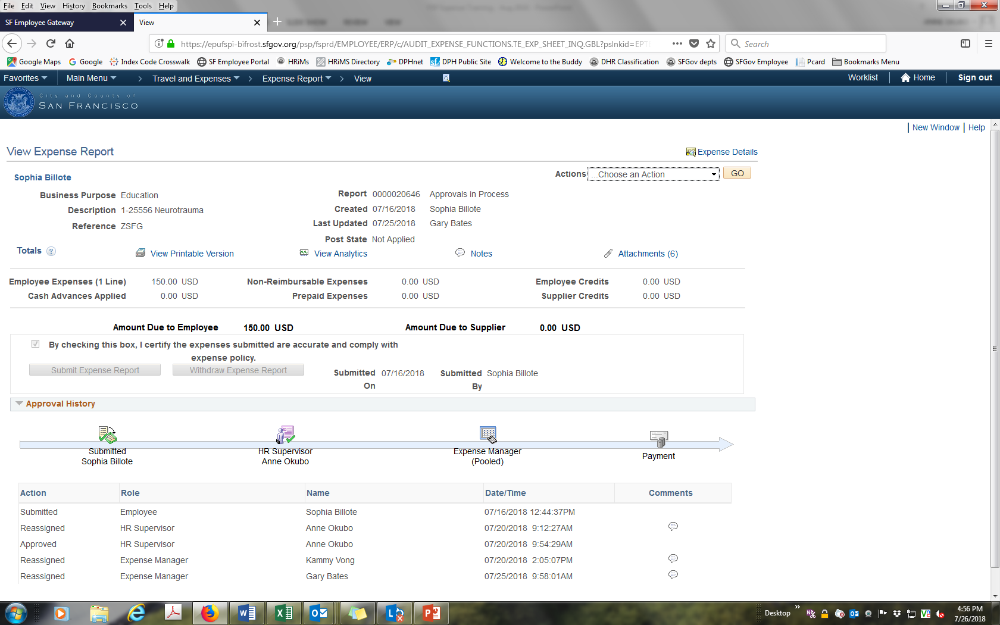 File Edit View History Bookmarks Tools Help
SF Employee Gateway
View
https://epufspi-bifrost.sfgov.org/psp/fsprd/EMPLOYEE/ERP/c/AUDIT_EXPENSE_FUNCTIONS.TE_EXP_SHEET_INQ.GBL?pslnkid=EPT
Search
Google Maps Google Index Code Crosswalk SF Employee Portal HRiMs HRiMS Directory DPHnet DPH Public Site Welcome to the Buddy DHR Classification SFGov depts SFGov Employee Pcard Bookmarks Menu
Favorites Main Menu > Travel and Expenses > Expense Report > View
Worklist Home Sign out
City and County of
SAN FRANCISCO
New Window | Help
View Expense Report
Expense Details
Sophia Billote
Actions ...Choose an Action GO
Business Purpose Education
Report 0000020646 Approvals in Process
Description 1-25556 Neurotrauma
Created 07/16/2018 Sophia Billote
Reference ZSFG
Last Updated 07/25/2018 Gary Bates
Post State Not Applied
Totals ?
View Printable Version
View Analytics
Notes
Attachments (6)
Employee Expenses (1 Line) 150.00 USD Non-Reimbursable Expenses 0.00 USD Employee Credits 0.00 USD
Cash Advances Applied 0.00 USD Prepaid Expenses 0.00 USD Supplier Credits 0.00 USD
Amount Due to Employee 150.00 USD Amount Due to Supplier 0.00 USD
By checking this box, I certify the expenses submitted are accurate and comply with
expense policy.
Submit Expense Report Withdraw Expense Report
Submitted On 07/16/2018 Submitted By Sophia Billote
Approval History
Submitted
Sophia Billote
HR Supervisor
Anne Okubo
Expense Manager
(Pooled)
Payment
Action Role Name Date/Time Comments
Submitted Employee Sophia Billote 07/16/2018 12:44:37PM
Reassigned HR Supervisor Anne Okubo 07/20/2018 9:12:27AM
Approved HR Supervisor Anne Okubo 07/20/2018 9:54:29AM
Reassigned Expense Manager Kammy Vong 07/20/2018 2:05:07PM
Reassigned Expense Manager Gary Bates 07/25/2018 9:58:01AM
Desktop
4:56 PM
7/26/2018